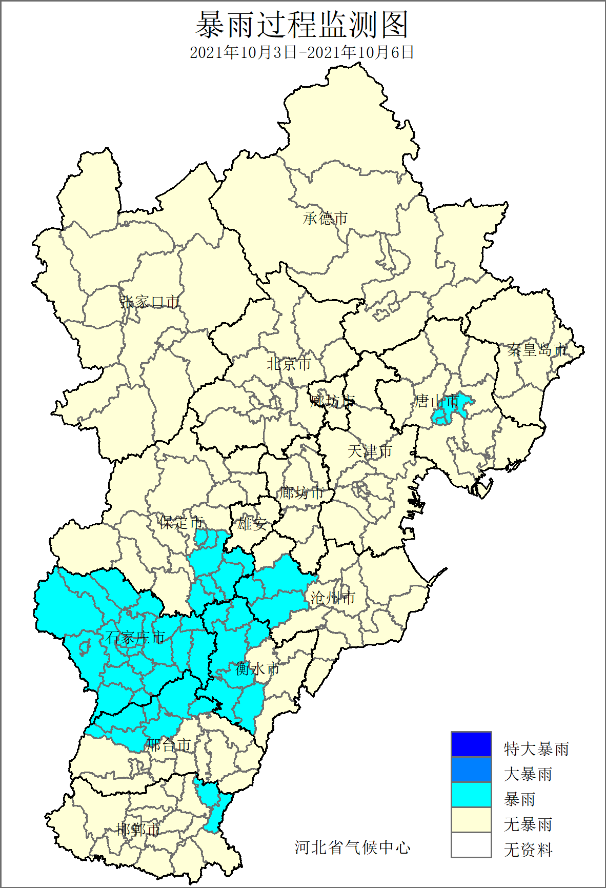 暴雨过程监测图
2021年10月3日-2021年10月6日
承德市
张家口市
秦皇岛市
北京市
廊坊市
唐山市
天津市
廊坊市
保定市
雄安
沧州市
石家庄市
衡水市
邢台市
邯郸市
特大暴雨
大暴雨
暴雨
无暴雨
无资料
河北省气候中心